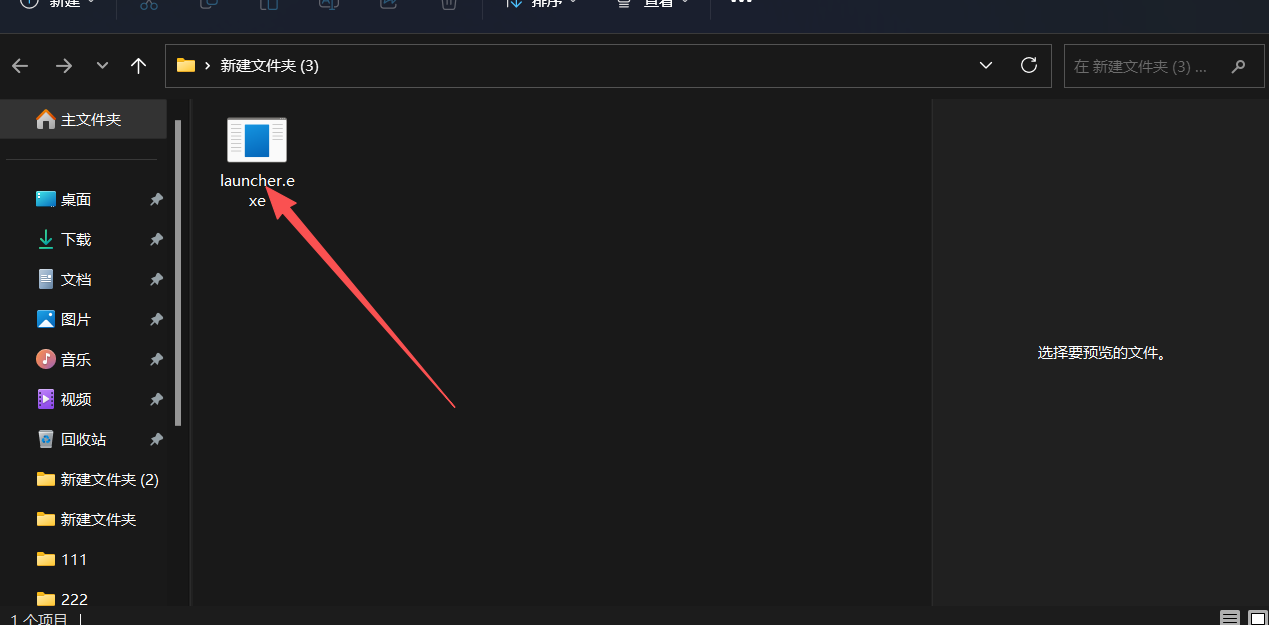 新建
排序
查看
新建文件夹 (3)
在 新建文件夹 (3) ...
主文件夹
launcher.e
xe
桌面
下载
文档
图片
音乐
视频
回收站
新建文件夹 (2)
新建文件夹
111
222
选择要预览的文件。
1 个项目